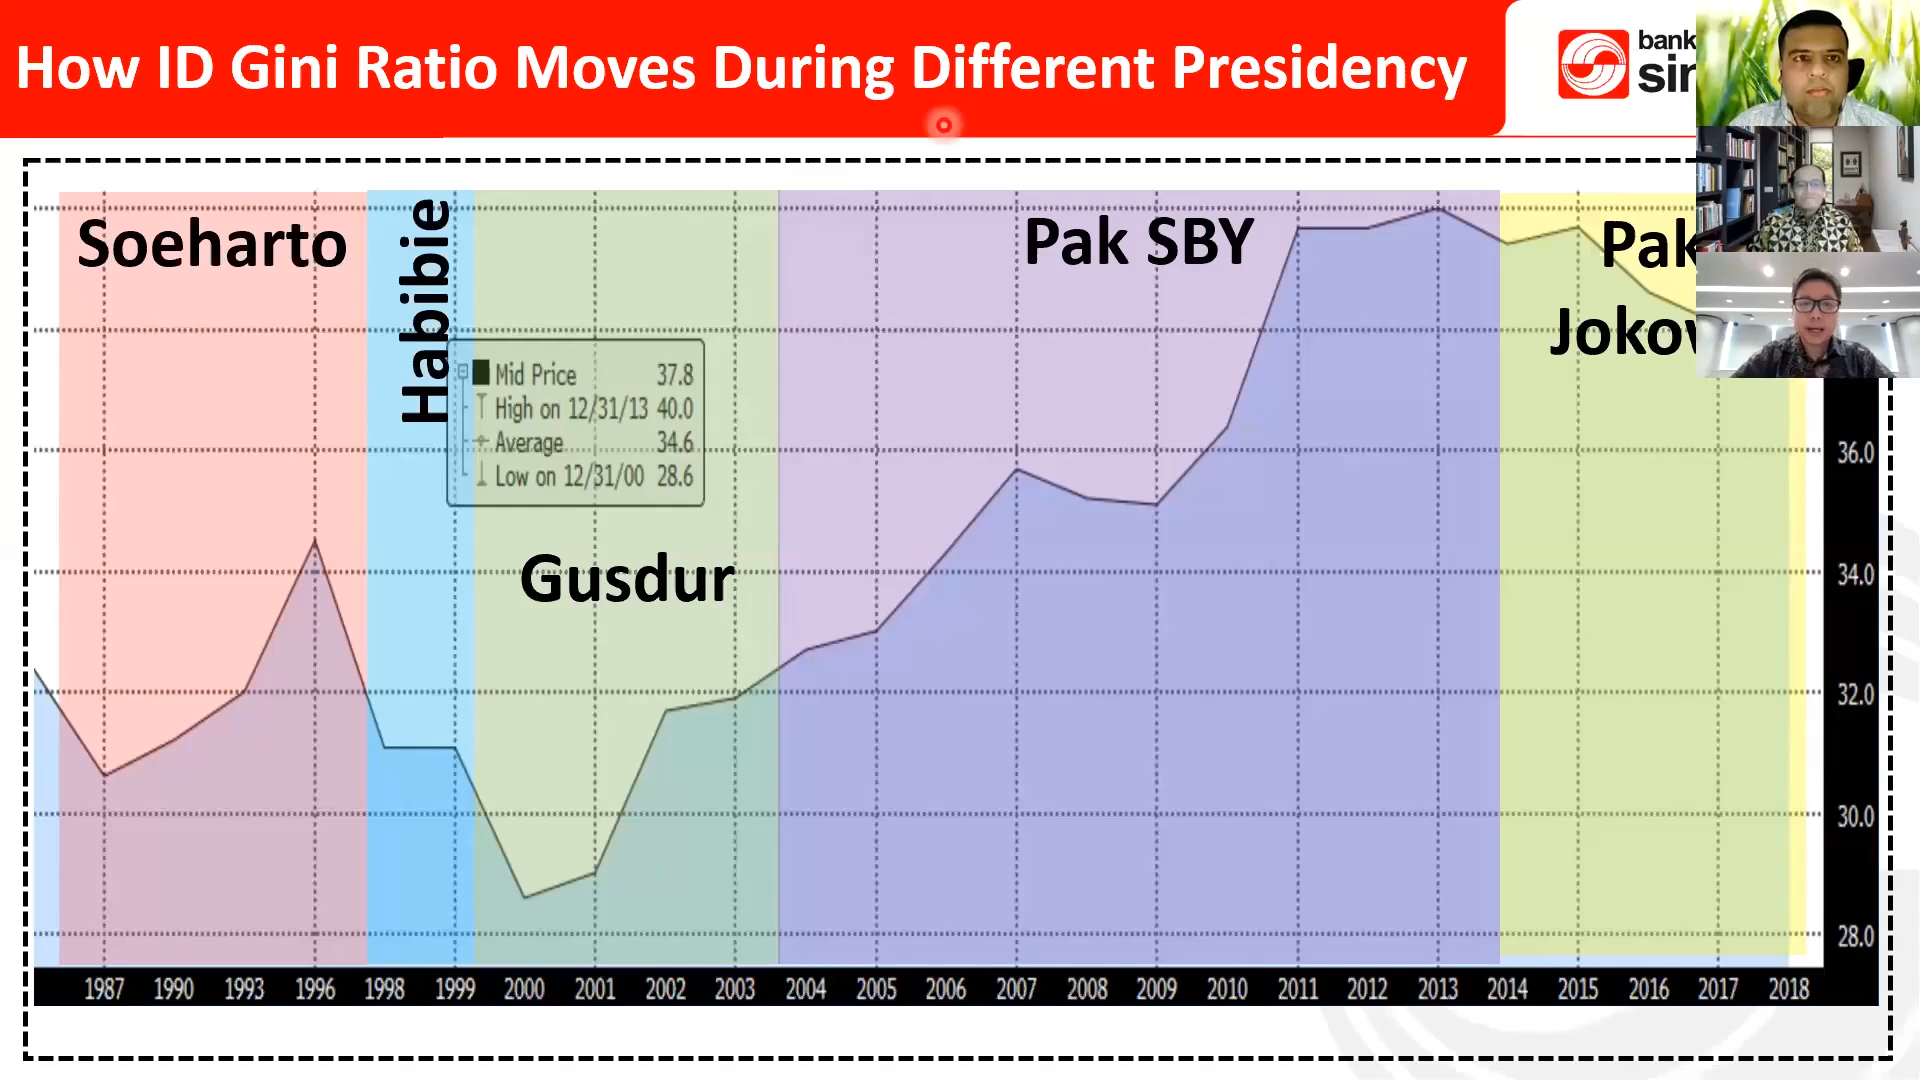 How ID Gini Ratio Moves During Different Presidency
bank
Soeharto
Habibie
Pak SBY
Pak
Mid Price 37.8
High on 12/31/13 40.0
Average 34.6
Low on 12/31/00 28.6
Gusdur
36.0
34.0
32.0
30.0
28.0
1987 1990 1993 1996 1998 1999 2000 2001 2002 2003 2004 2005 2006 2007 2008 2009 2010 2011 2012 2013 2014 2015 2016 2017 2018